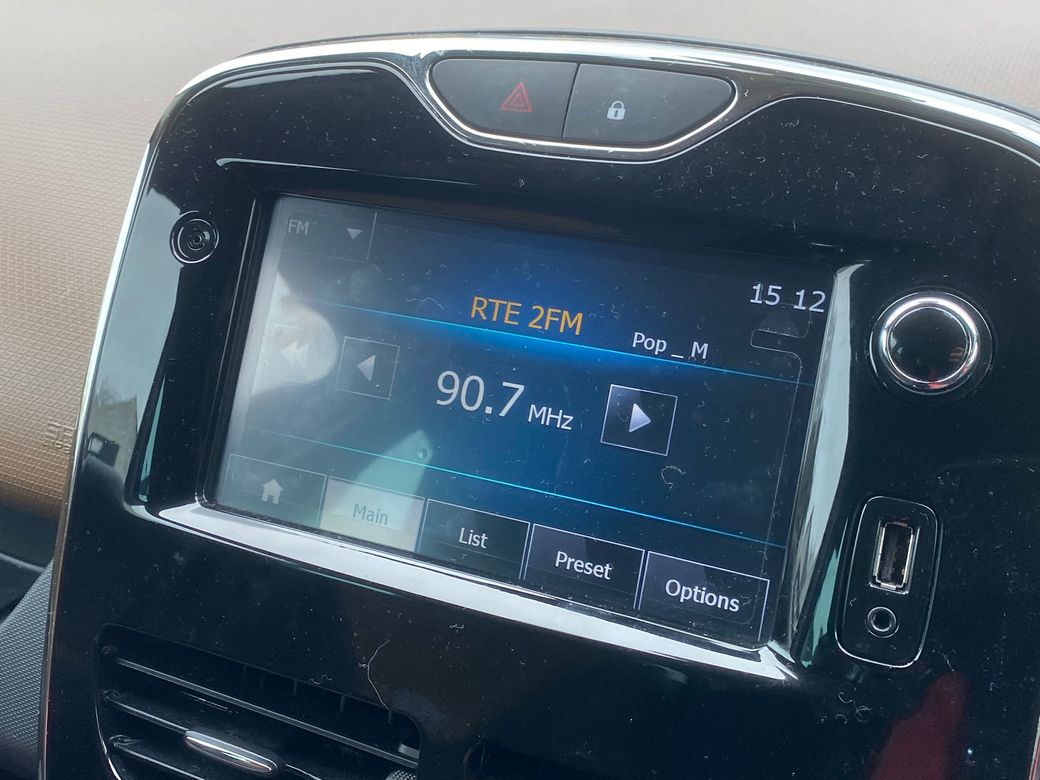 FM
15 12
RTE 2FM
Pop _ M
90.7 MHz
Main
List
Preset
Options